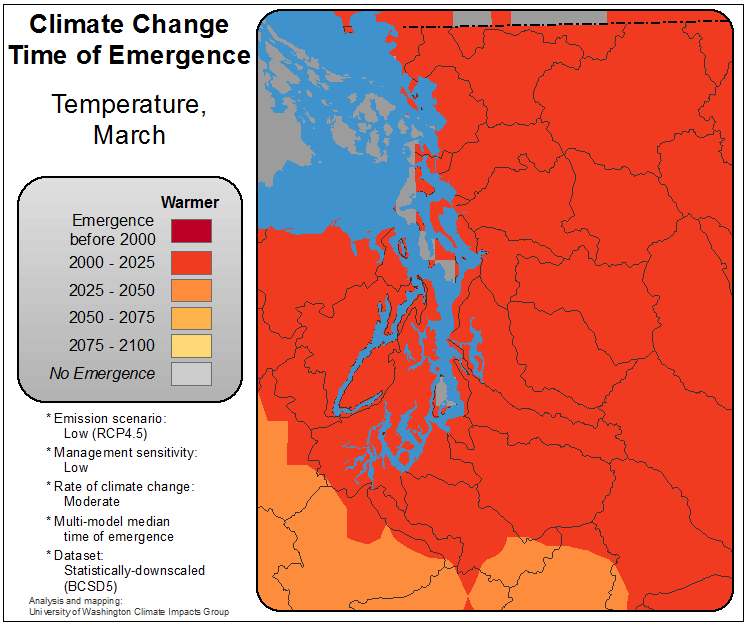 Climate Change
Time of Emergence
Temperature,
March
Warmer
Emergence
before 2000
2000 - 2025
2025 - 2050
2050 - 2075
2075 - 2100
No Emergence
* Emission scenario:
Low (RCP4.5)
* Management sensitivity:
Low
* Rate of climate change:
Moderate
* Multi-model median
time of emergence
* Dataset:
Statistically-downscaled
(BCSD5)
Analysis and mapping:
University of Washington Climate Impacts Group